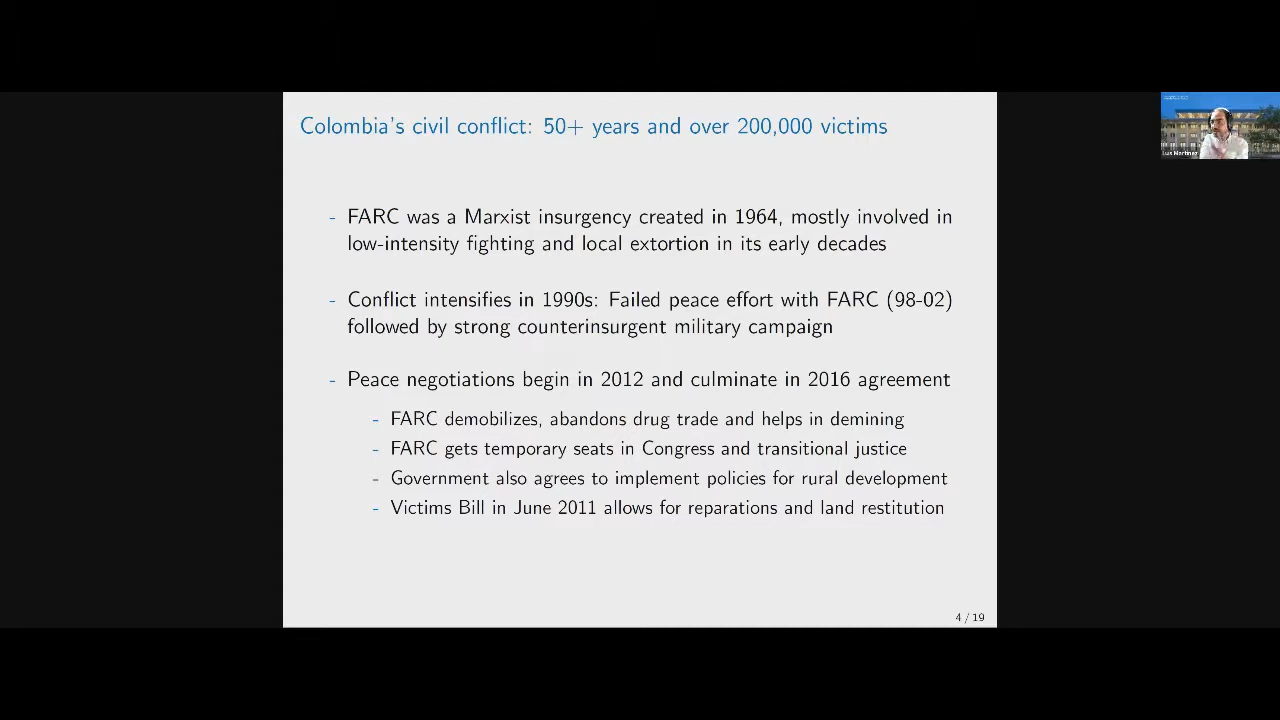 Colombia's civil conflict: 50+ years and over 200,000 victims
- FARC was a Marxist insurgency created in 1964, mostly involved in
low-intensity fighting and local extortion in its early decades
- Conflict intensifies in 1990s: Failed peace effort with FARC (98-02)
followed by strong counterinsurgent military campaign
- Peace negotiations begin in 2012 and culminate in 2016 agreement
- FARC demobilizes, abandons drug trade and helps in demining
- FARC gets temporary seats in Congress and transitional justice
- Government also agrees to implement policies for rural development
- Victims Bill in June 2011 allows for reparations and land restitution
4 / 19
Luis Martinez